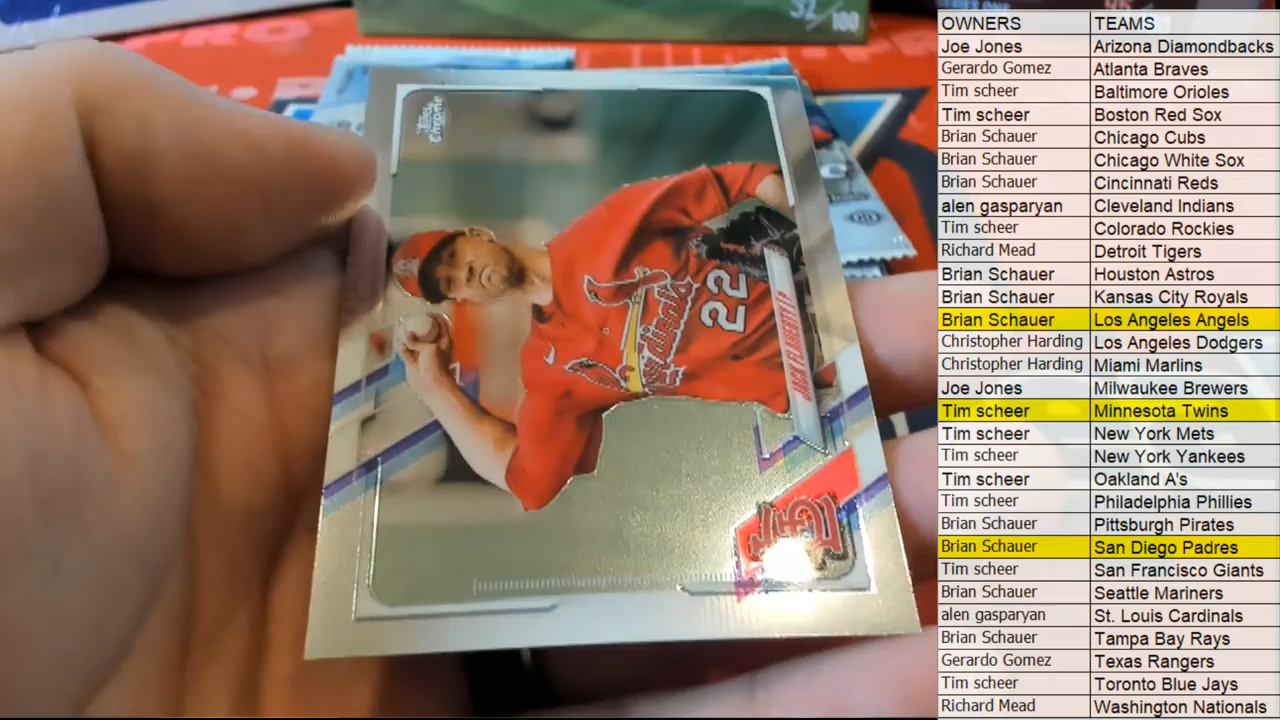 52/100
Topps
Chrome
Cardinals
22
JACK FLAHERTY
OWNERS TEAMS
Joe Jones Arizona Diamondbacks
Gerardo Gomez Atlanta Braves
Tim scheer Baltimore Orioles
Tim scheer Boston Red Sox
Brian Schauer Chicago Cubs
Brian Schauer Chicago White Sox
Brian Schauer Cincinnati Reds
alen gasparyan Cleveland Indians
Tim scheer Colorado Rockies
Richard Mead Detroit Tigers
Brian Schauer Houston Astros
Brian Schauer Kansas City Royals
Brian Schauer Los Angeles Angels
Christopher Harding Los Angeles Dodgers
Christopher Harding Miami Marlins
Joe Jones Milwaukee Brewers
Tim scheer Minnesota Twins
Tim scheer New York Mets
Tim scheer New York Yankees
Tim scheer Oakland A's
Tim scheer Philadelphia Phillies
Brian Schauer Pittsburgh Pirates
Brian Schauer San Diego Padres
Tim scheer San Francisco Giants
Brian Schauer Seattle Mariners
alen gasparyan St. Louis Cardinals
Brian Schauer Tampa Bay Rays
Gerardo Gomez Texas Rangers
Tim scheer Toronto Blue Jays
Richard Mead Washington Nationals